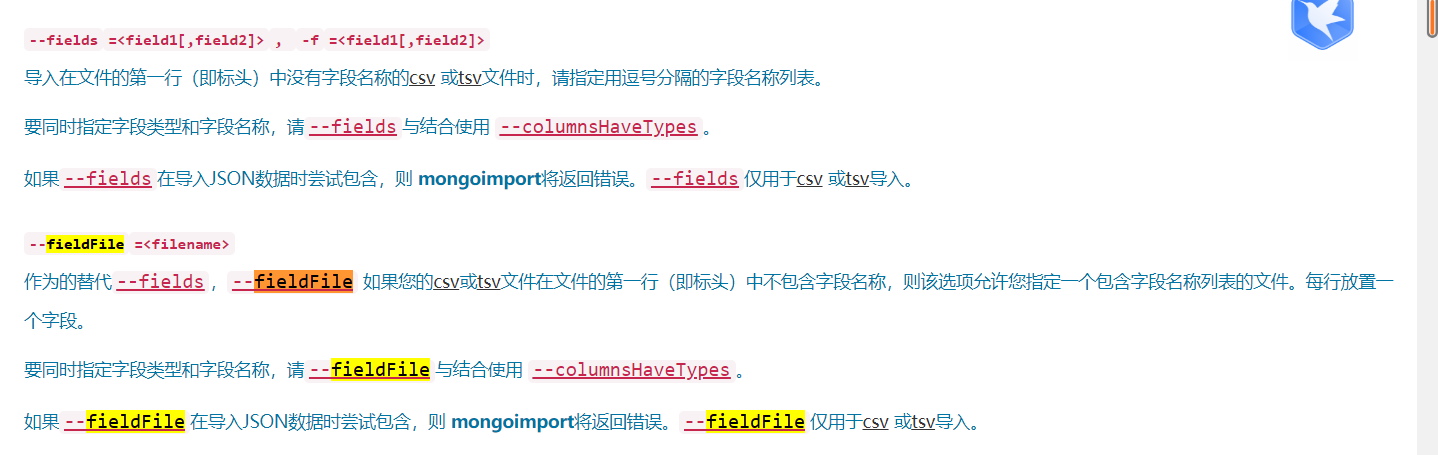 --fields =<field1[,field2]> , -f =<field1[,field2]>
导入在文件的第一行（即标头）中没有字段名称的csv 或tsv文件时，请指定用逗号分隔的字段名称列表。
要同时指定字段类型和字段名称，请 --fields 与结合使用 --columnsHaveTypes 。
如果 --fields 在导入JSON数据时尝试包含，则 mongoimport将返回错误。 --fields 仅用于csv 或tsv导入。
--fieldFile =<filename>
作为的替代 --fields ， --fieldFile 如果您的csv或tsv文件在文件的第一行（即标头）中不包含字段名称，则该选项允许您指定一个包含字段名称列表的文件。每行放置一
个字段。
要同时指定字段类型和字段名称，请 --fieldFile 与结合使用 --columnsHaveTypes 。
如果 --fieldFile 在导入JSON数据时尝试包含，则 mongoimport将返回错误。 --fieldFile 仅用于csv 或tsv导入。